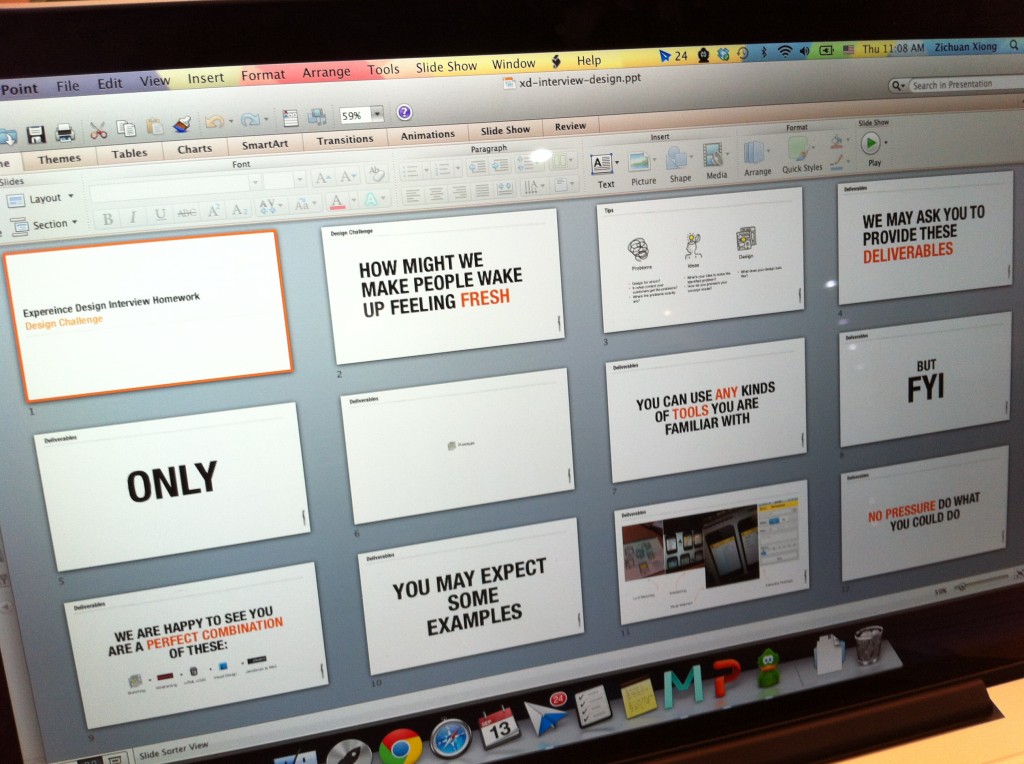 Point File Edit View Insert Format Arrange Tools Slide Show Window Help 24 Thu 11:08 AM Zichuan Xiong
xd-interview-design.ppt
59%
Search in Presentation
Themes Tables Charts SmartArt Transitions Animations Slide Show Review
Slides
Font
Paragraph
Insert
Format
Slide Show
Layout
Section
Text
Picture
Shape
Media
Arrange
Quick Styles
Play
Expereince Design Interview Homework
Design Challenge
1
Design Challenge
HOW MIGHT WE
MAKE PEOPLE WAKE
UP FEELING FRESH
2
Tips
Problems
Ideas
Design
3
Deliverables
WE MAY ASK YOU TO
PROVIDE THESE
DELIVERABLES
4
Deliverables
ONLY
5
Deliverables
Prototype
6
Deliverables
YOU CAN USE ANY KINDS
OF TOOLS YOU ARE
FAMILIAR WITH
7
Deliverables
BUT
FYI
8
Deliverables
WE ARE HAPPY TO SEE YOU
ARE A PERFECT COMBINATION
OF THESE:
9
Deliverables
YOU MAY EXPECT
SOME
EXAMPLES
10
Deliverables
11
Deliverables
NO PRESSURE DO WHAT
YOU COULD DO
12
Slide Sorter View
24
13